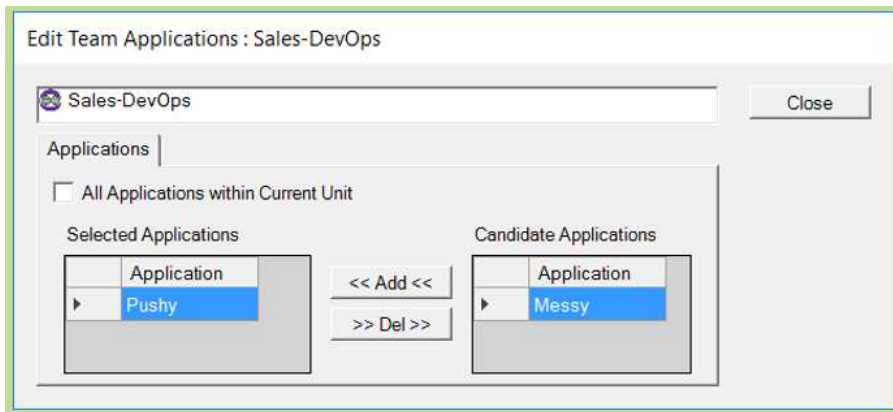 Edit Team Applications : Sales-DevOps
Sales-DevOps
Close
Applications
All Applications within Current Unit
Selected Applications
Candidate Applications
Application
Pushy
<< Add <<
>> Del >>
Application
Messy